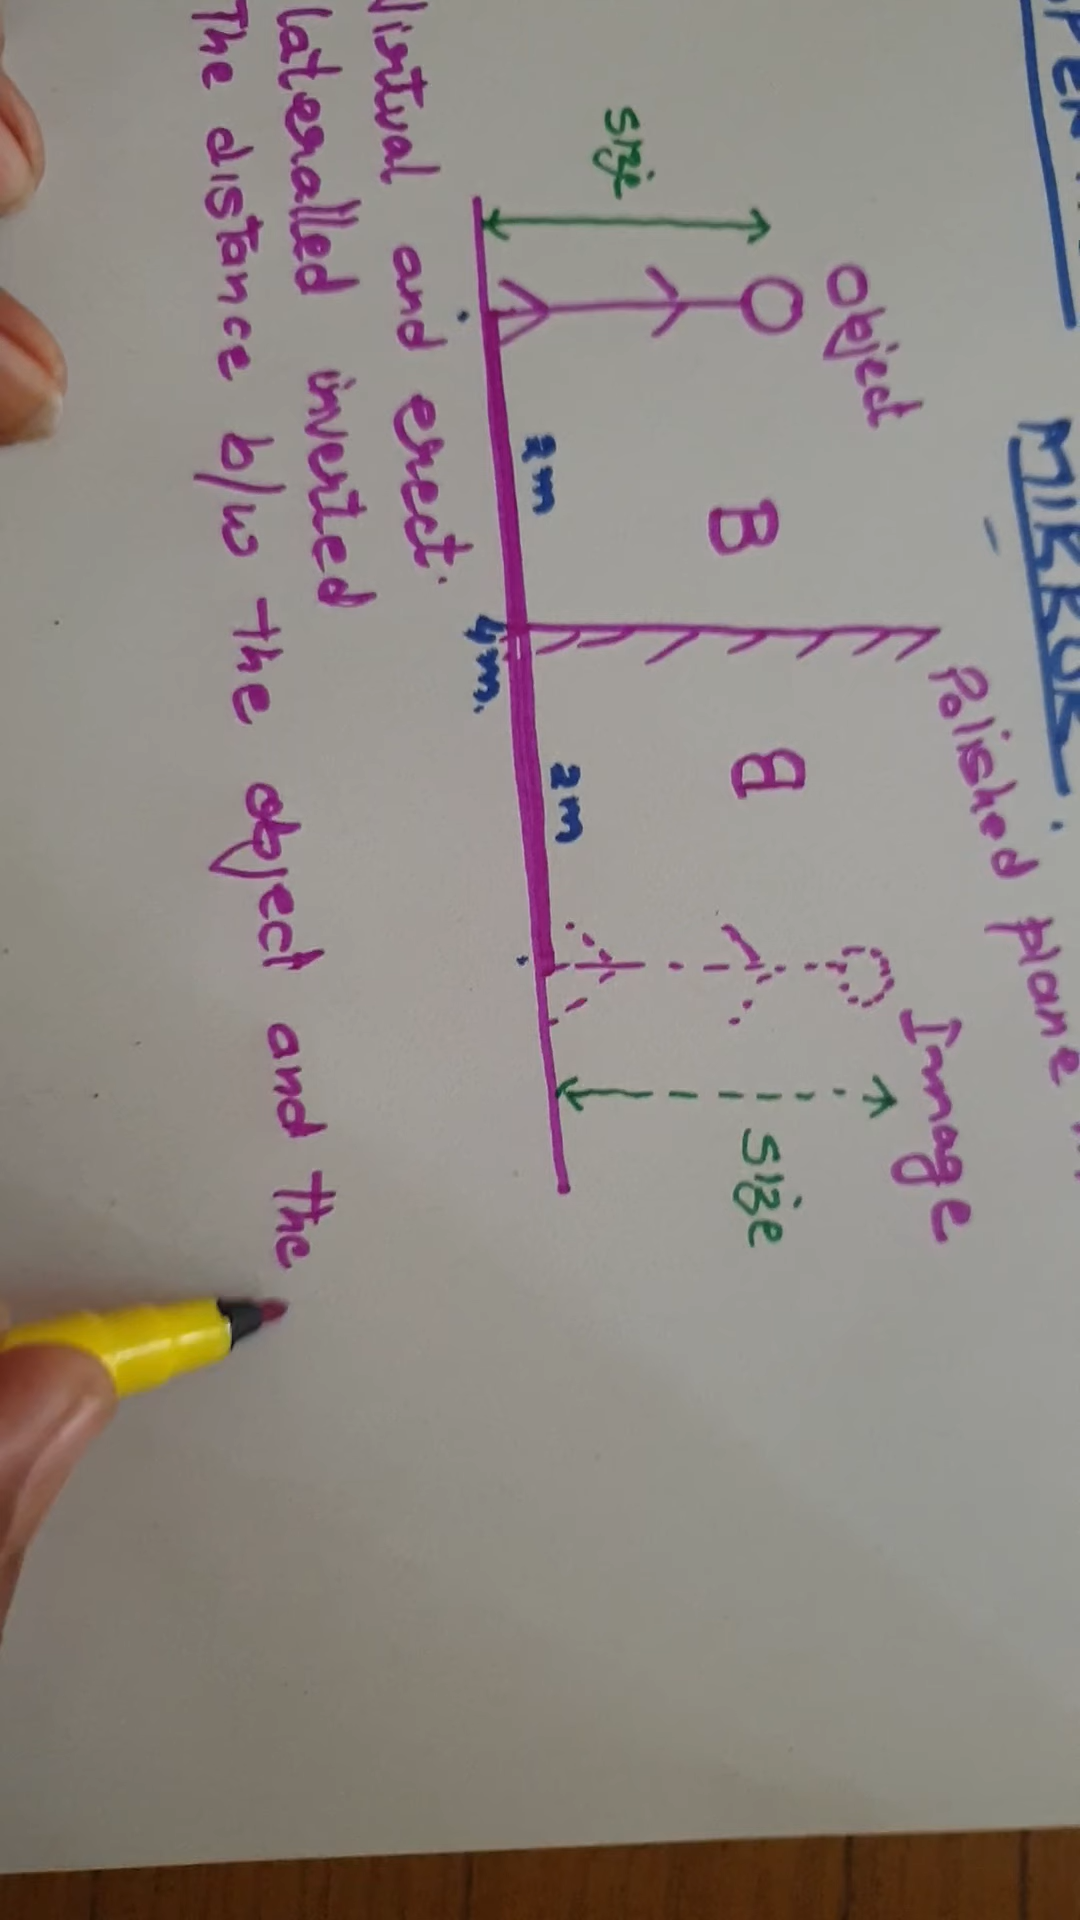 MIRROR.
Polished plane
Object
Image
size
B
B
size
2m
2m
4m.
Virtual and erect.
lateralled inverted
The distance b/w the object and the